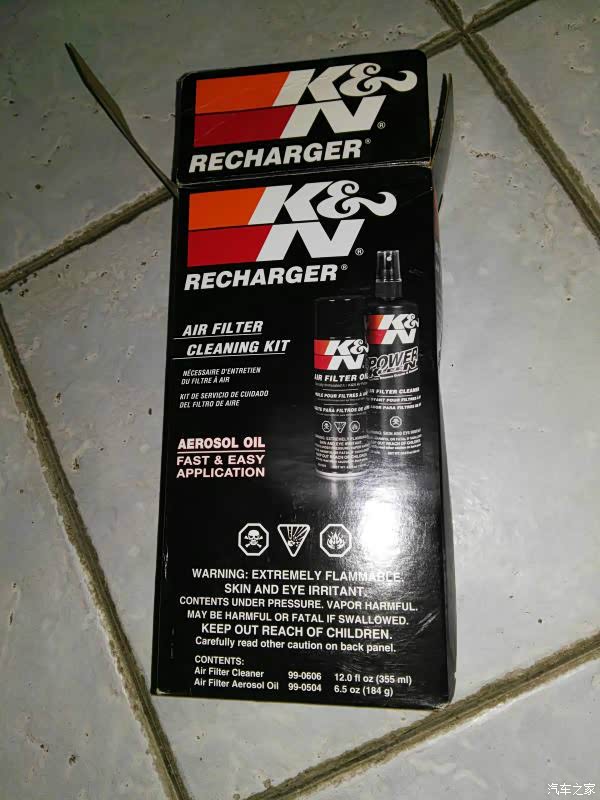 K&N®
RECHARGER®
K&N
RECHARGER®
AIR FILTER
CLEANING KIT
NÉCESSAIRE D'ENTRETIEN
DU FILTRE À AIR
KIT DE SERVICIO DE CUIDADO
DEL FILTRO DE AIRE
AEROSOL OIL
FAST & EASY
APPLICATION
K&N
AIR FILTER OIL
K&N
POWER
AIR FILTER CLEANER
WARNING: EXTREMELY FLAMMABLE.
SKIN AND EYE IRRITANT.
CONTENTS UNDER PRESSURE. VAPOR HARMFUL.
MAY BE HARMFUL OR FATAL IF SWALLOWED.
KEEP OUT REACH OF CHILDREN.
Carefully read other caution on back panel.
CONTENTS:
Air Filter Cleaner 99-0606 12.0 fl oz (355 ml)
Air Filter Aerosol Oil 99-0504 6.5 oz (184 g)
汽车之家